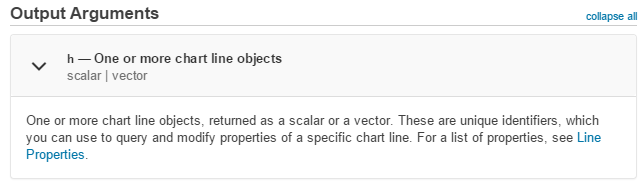 Output Arguments
collapse all
h — One or more chart line objects
scalar | vector
One or more chart line objects, returned as a scalar or a vector. These are unique identifiers, which
you can use to query and modify properties of a specific chart line. For a list of properties, see Line
Properties.